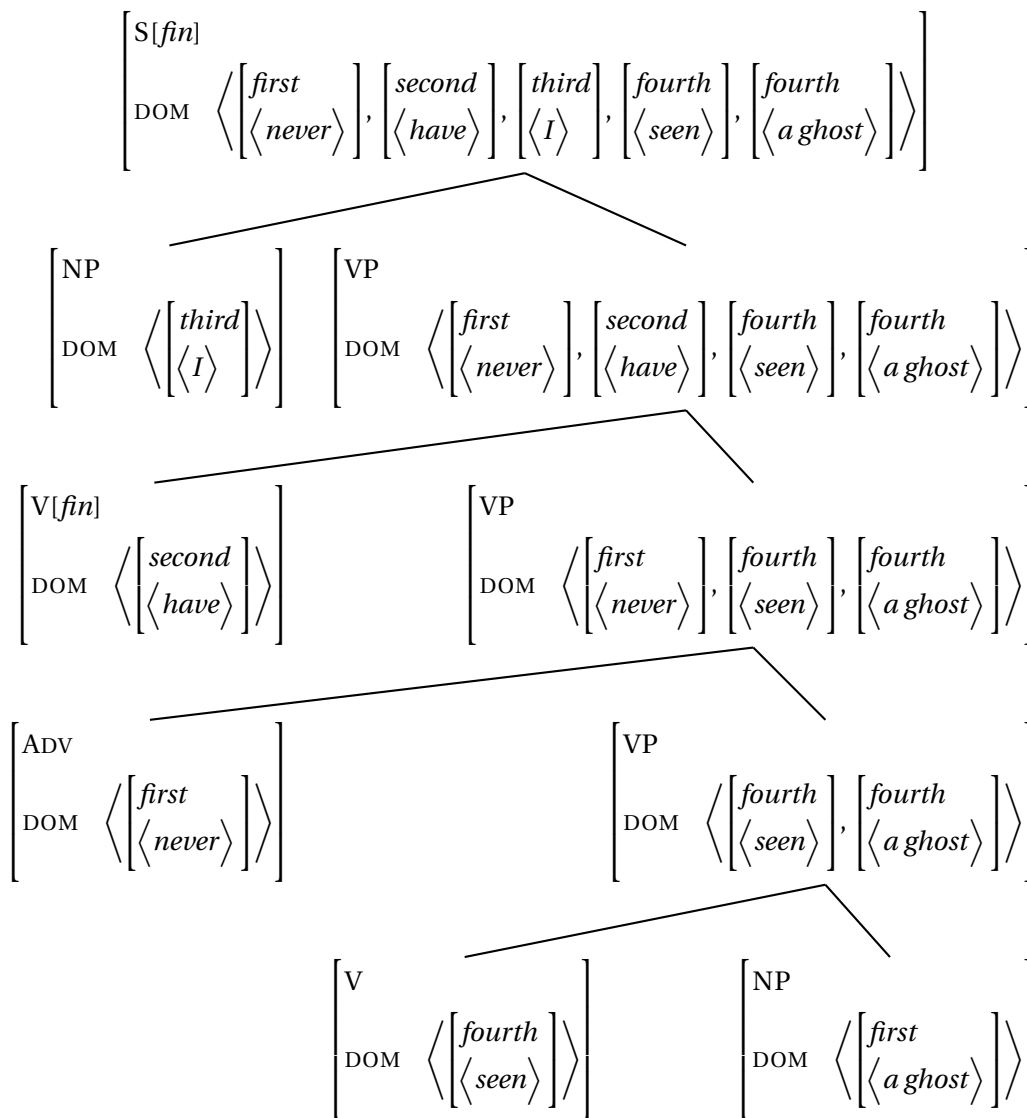 S[fin]
DOM ⟨[first ⟨never⟩], [second ⟨have⟩], [third ⟨I⟩], [fourth ⟨seen⟩], [fourth ⟨a ghost⟩]⟩
NP
DOM ⟨[third ⟨I⟩]⟩
VP
DOM ⟨[first ⟨never⟩], [second ⟨have⟩], [fourth ⟨seen⟩], [fourth ⟨a ghost⟩]⟩
V[fin]
DOM ⟨[second ⟨have⟩]⟩
VP
DOM ⟨[first ⟨never⟩], [fourth ⟨seen⟩], [fourth ⟨a ghost⟩]⟩
ADV
DOM ⟨[first ⟨never⟩]⟩
VP
DOM ⟨[fourth ⟨seen⟩], [fourth ⟨a ghost⟩]⟩
V
DOM ⟨[fourth ⟨seen⟩]⟩
NP
DOM ⟨[first ⟨a ghost⟩]⟩